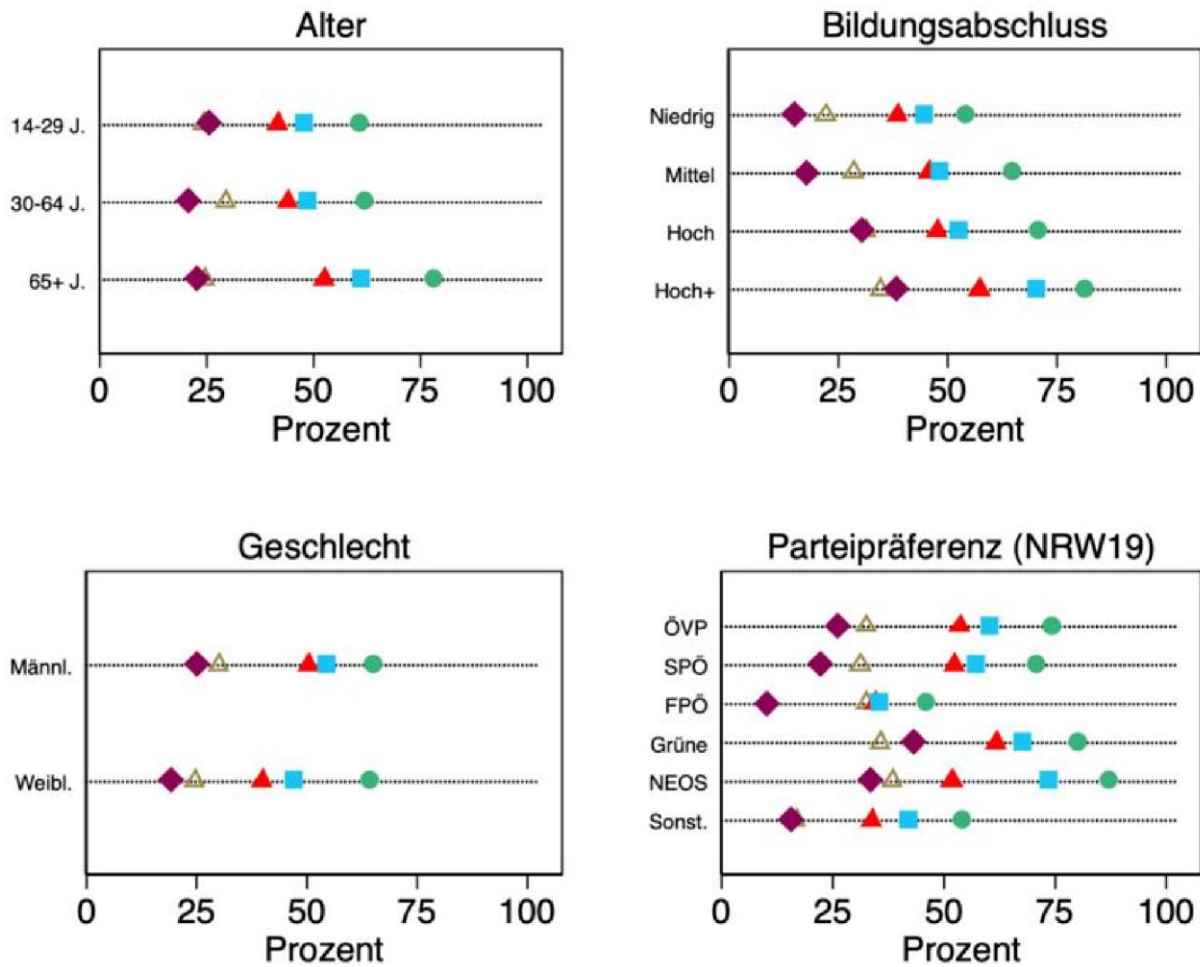 Alter
14-29 J.
30-64 J.
65+ J.
0 25 50 75 100
Prozent
Bildungsabschluss
Niedrig
Mittel
Hoch
Hoch+
0 25 50 75 100
Prozent
Geschlecht
Männl.
Weibl.
0 25 50 75 100
Prozent
Parteipräferenz (NRW19)
ÖVP
SPÖ
FPÖ
Grüne
NEOS
Sonst.
0 25 50 75 100
Prozent